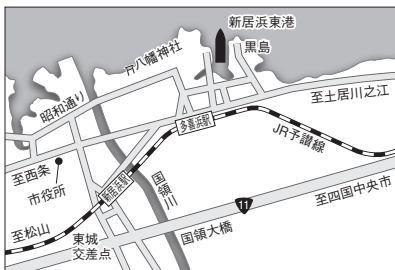 新居浜東港
黒島
八幡神社
昭和通り
至土居川之江
多喜浜駅
JR予讃線
至西条
市役所
新居浜駅
国領川
至四国中央市
11
至松山
東城
交差点
国領大橋